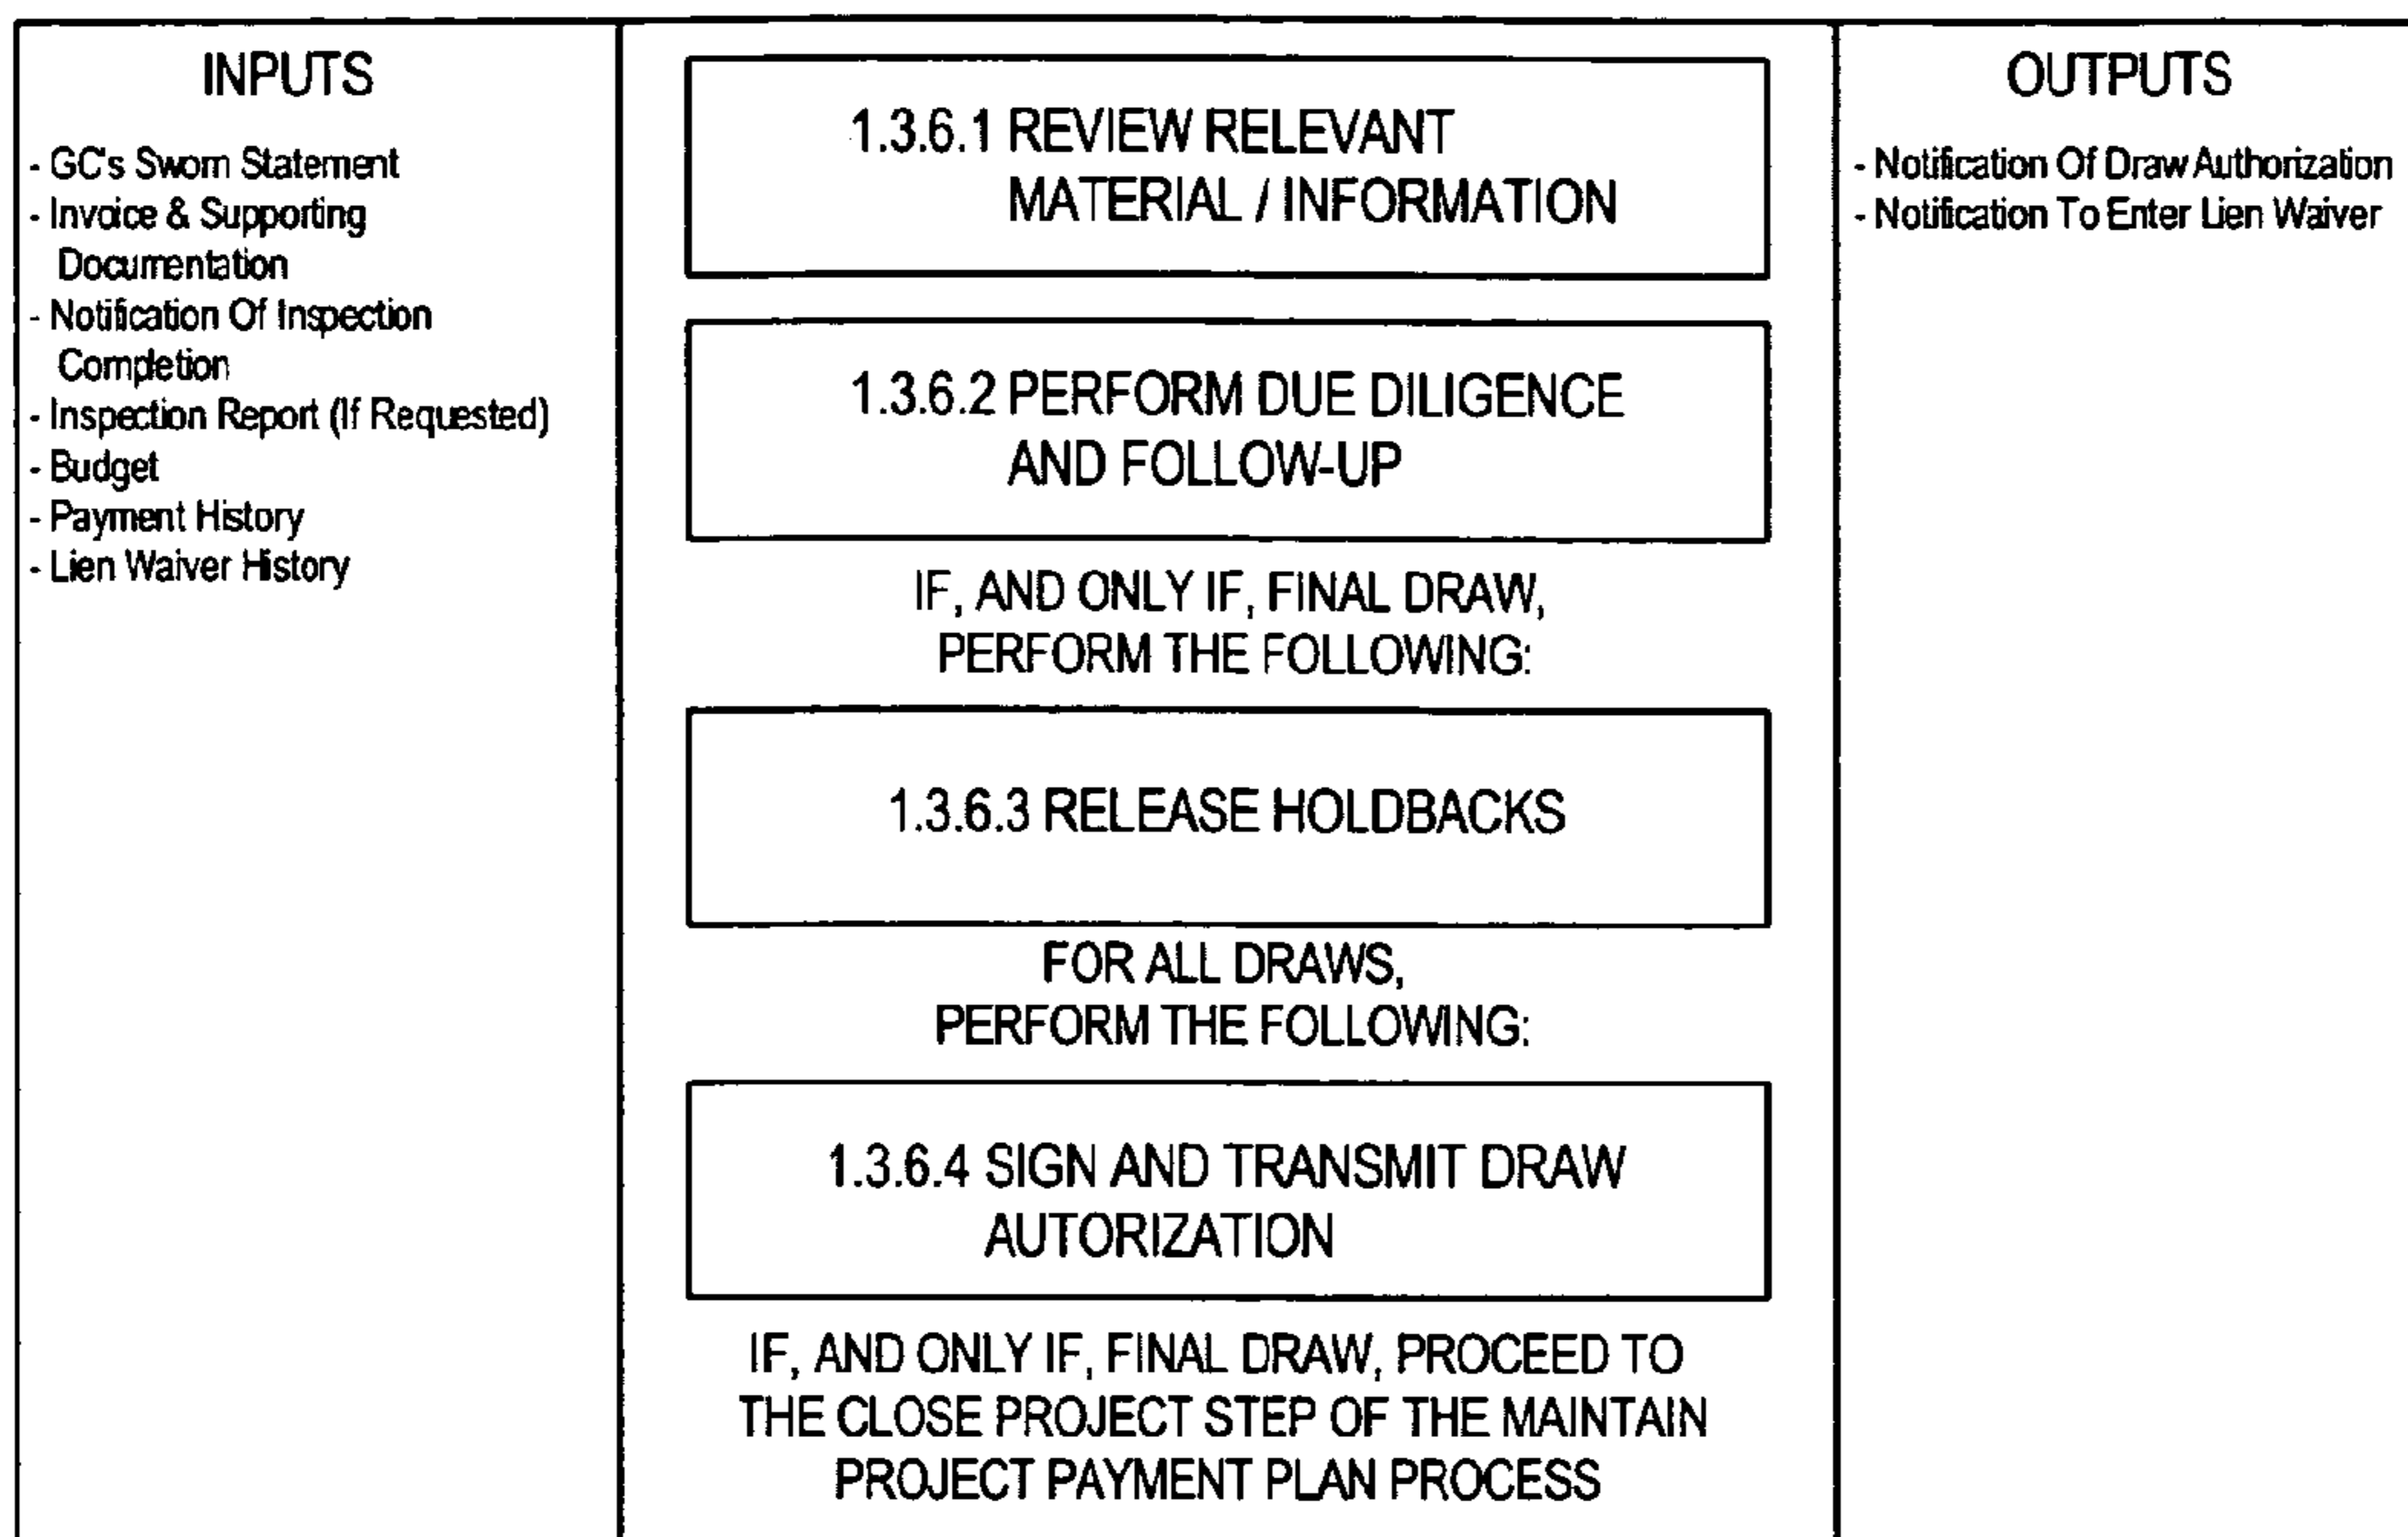 INPUTS
- GC's Sworn Statement
- Invoice & Supporting
Documentation
- Notification Of Inspection
Completion
- Inspection Report (If Requested)
- Budget
- Payment History
- Lien Waiver History
1.3.6.1 REVIEW RELEVANT
MATERIAL / INFORMATION
1.3.6.2 PERFORM DUE DILIGENCE
AND FOLLOW-UP
IF, AND ONLY IF, FINAL DRAW,
PERFORM THE FOLLOWING:
1.3.6.3 RELEASE HOLDBACKS
FOR ALL DRAWS,
PERFORM THE FOLLOWING:
1.3.6.4 SIGN AND TRANSMIT DRAW
AUTORIZATION
IF, AND ONLY IF, FINAL DRAW, PROCEED TO
THE CLOSE PROJECT STEP OF THE MAINTAIN
PROJECT PAYMENT PLAN PROCESS
OUTPUTS
- Notification Of Draw Authorization
- Notification To Enter Lien Waiver